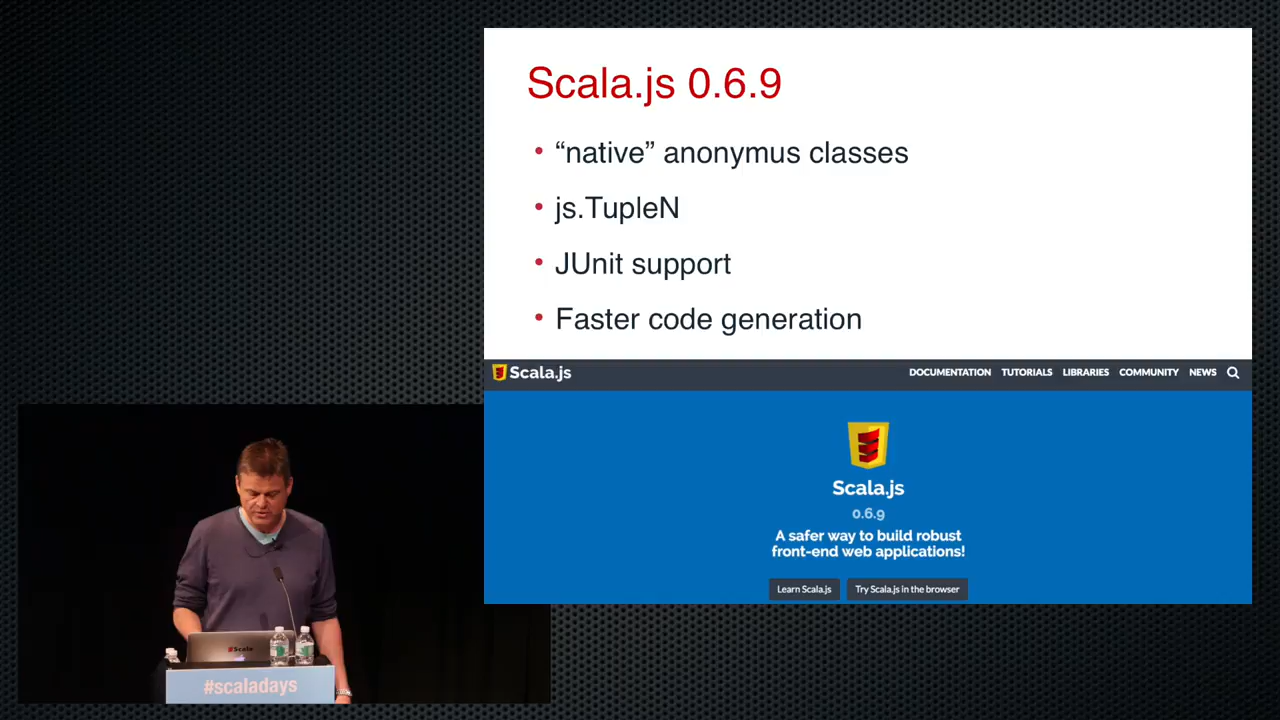 Scala.js 0.6.9
• “native” anonymus classes
• js.TupleN
• JUnit support
• Faster code generation
Scala.js
DOCUMENTATION TUTORIALS LIBRARIES COMMUNITY NEWS
Scala.js
0.6.9
A safer way to build robust
front-end web applications!
Learn Scala.js
Try Scala.js in the browser
Scala
#scaladays